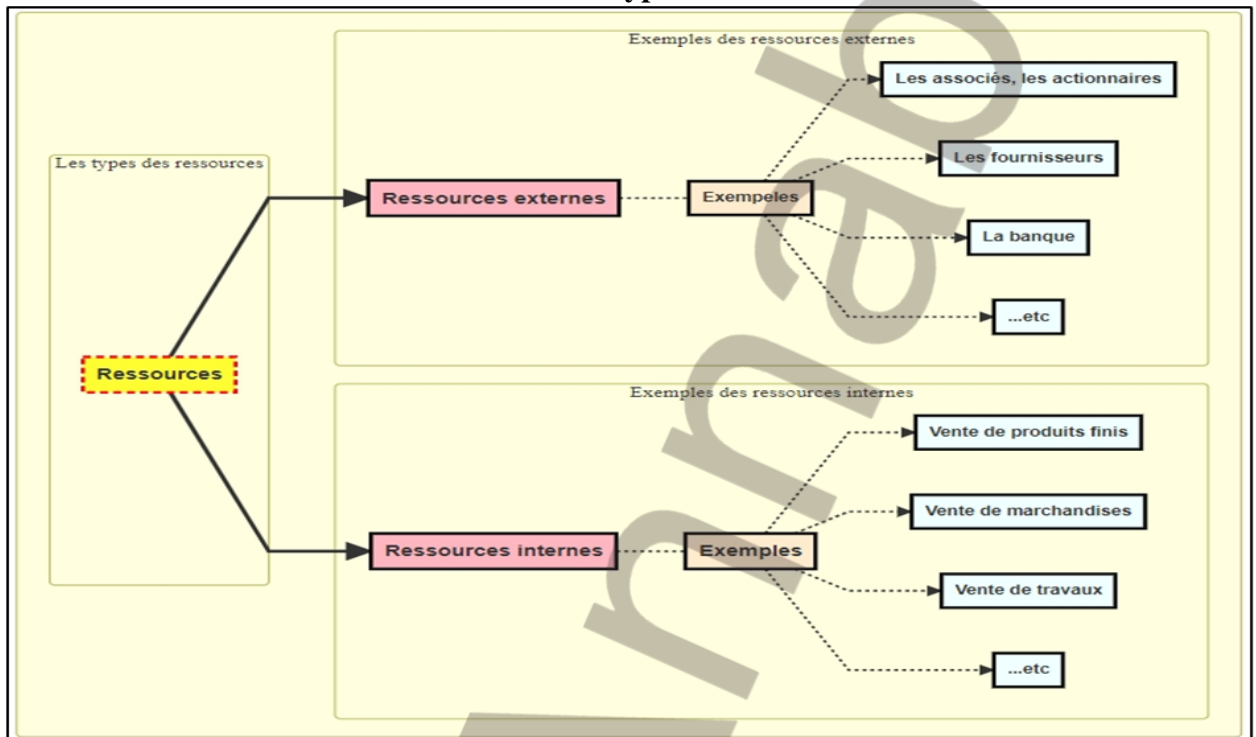 Exemples des ressources externes
Les associés, les actionnaires
Les types des ressources
Les fournisseurs
Ressources externes
Exempeles
La banque
...etc
Ressources
Exemples des ressources internes
Vente de produits finis
Vente de marchandises
Ressources internes
Exemples
Vente de travaux
...etc